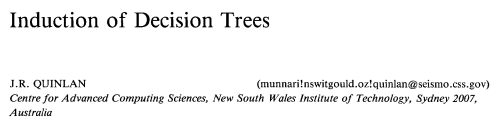 Induction of Decision Trees
J.R. QUINLAN (munnari!nswitgould.oz!quinlan@seismo.css.gov)
Centre for Advanced Computing Sciences, New South Wales Institute of Technology, Sydney 2007,
Australia